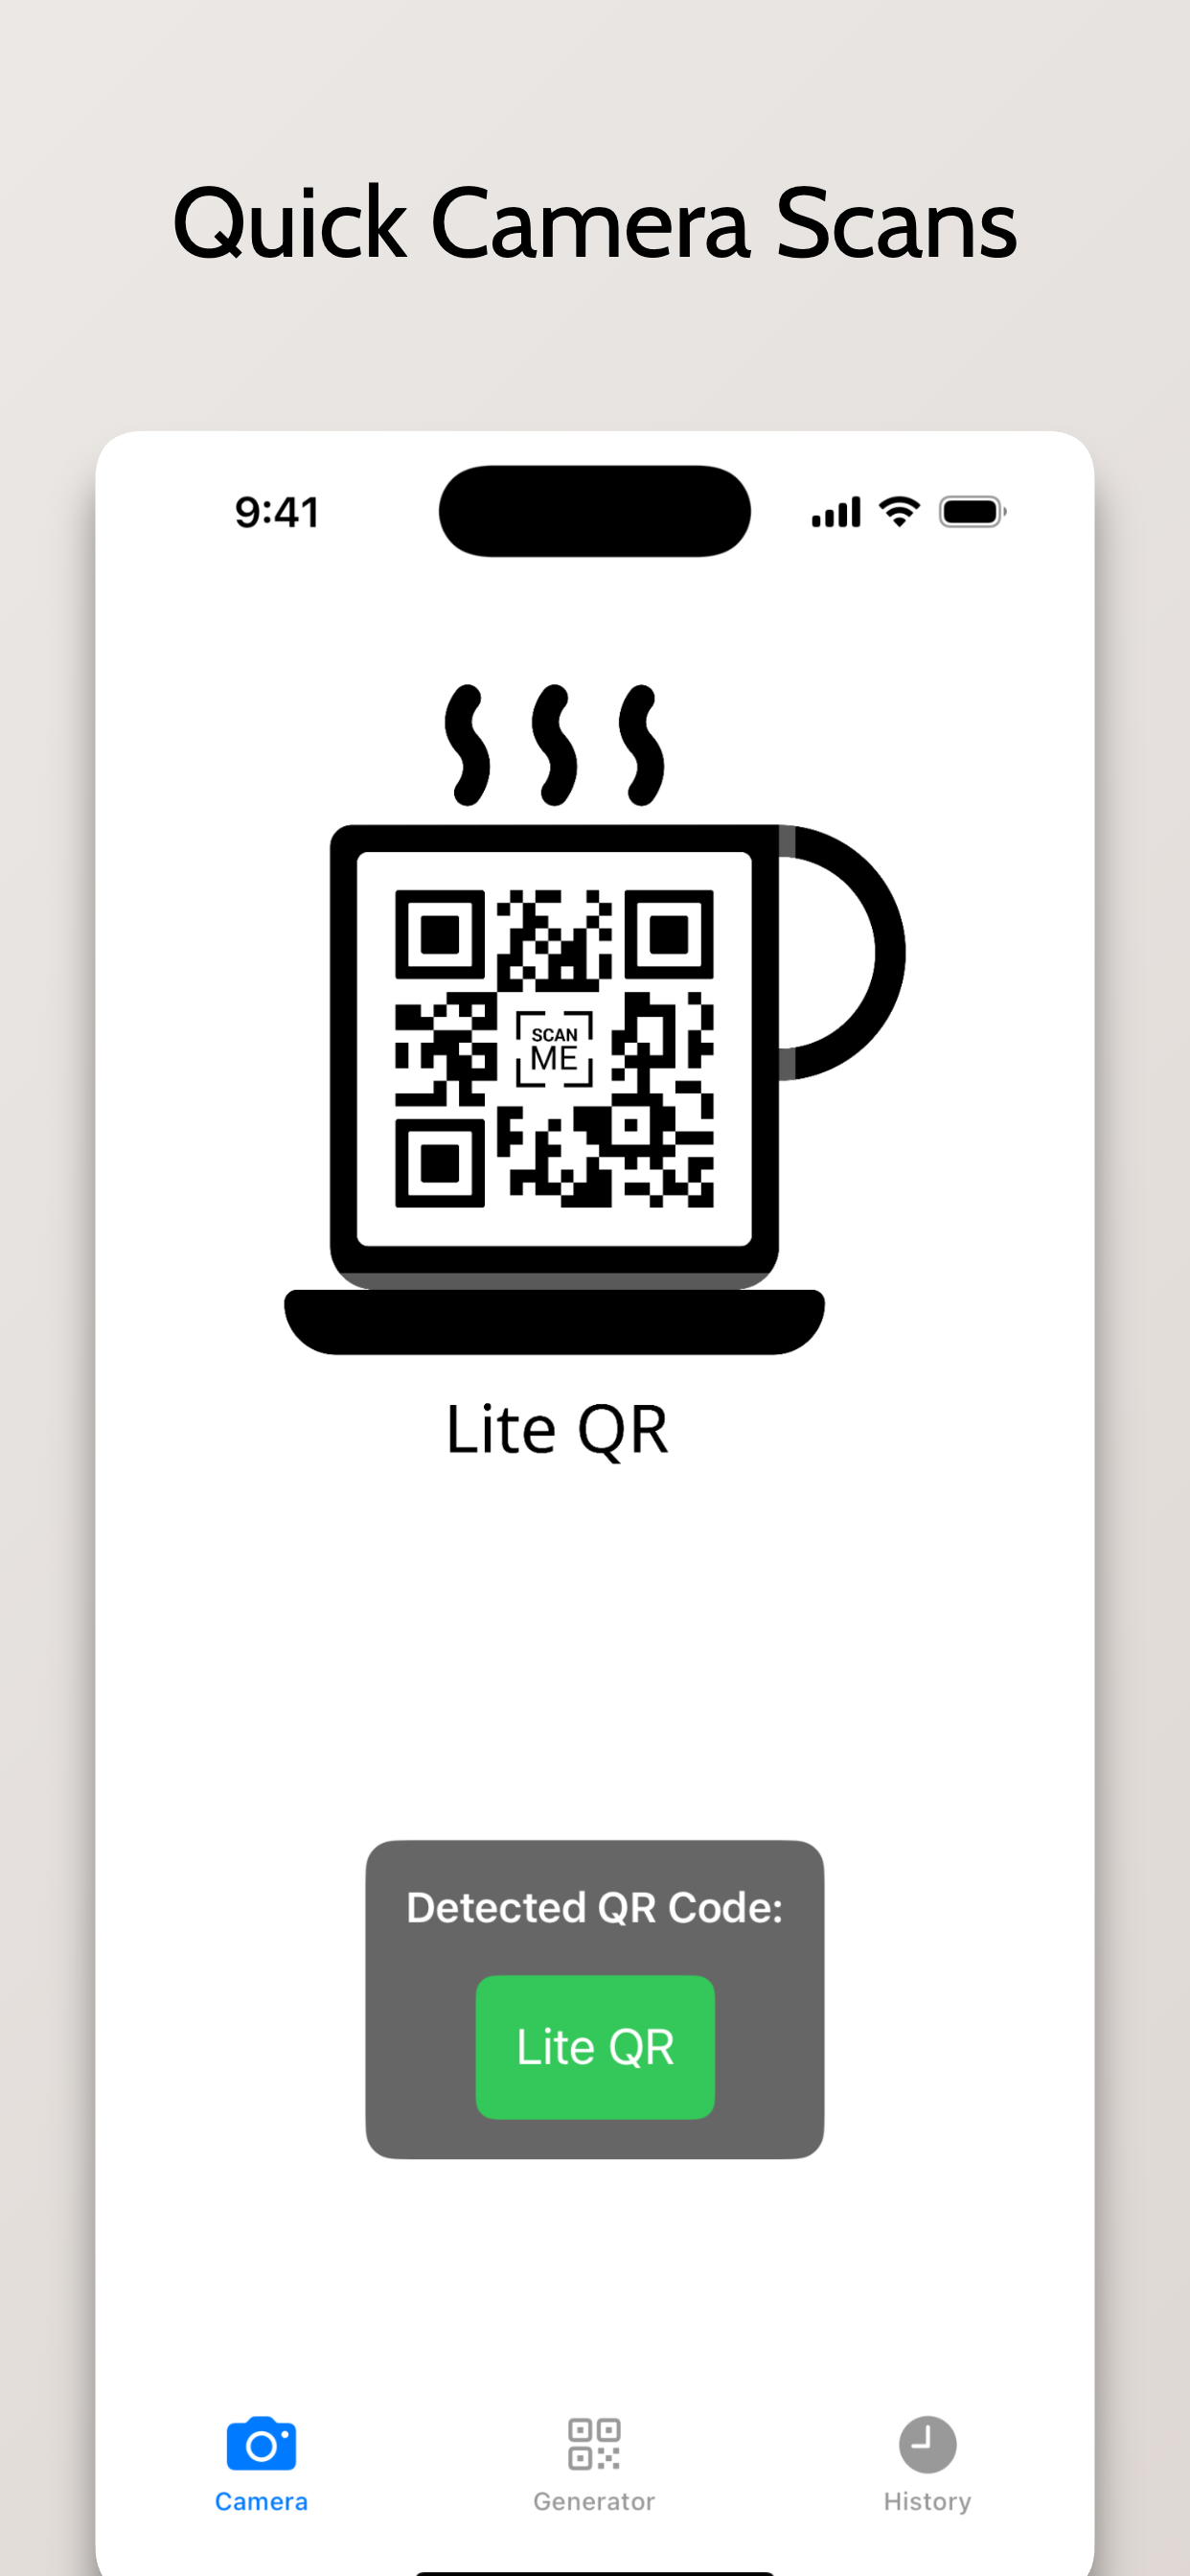 Quick Camera Scans
9:41
SCAN
ME
Lite QR
Detected QR Code:
Lite QR
Camera
Generator
History